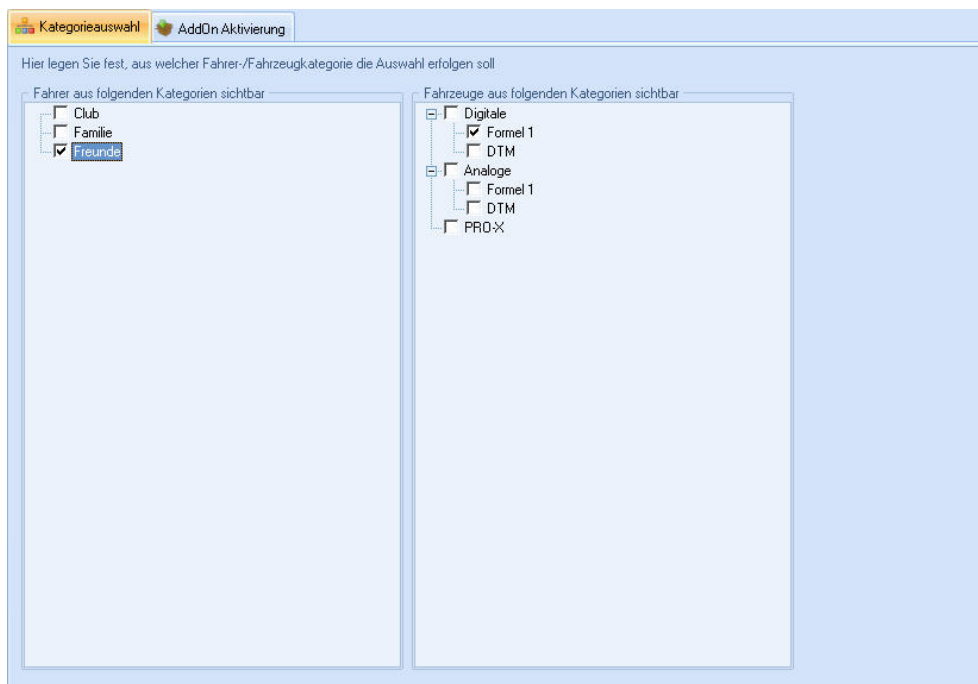 Kategorieauswahl
AddOn Aktivierung
Hier legen Sie fest, aus welcher Fahrer-/Fahrzeugkategorie die Auswahl erfolgen soll
Fahrer aus folgenden Kategorien sichtbar
Club
Familie
Freunde
Fahrzeuge aus folgenden Kategorien sichtbar
Digitale
Formel 1
DTM
Analoge
Formel 1
DTM
PRO-X